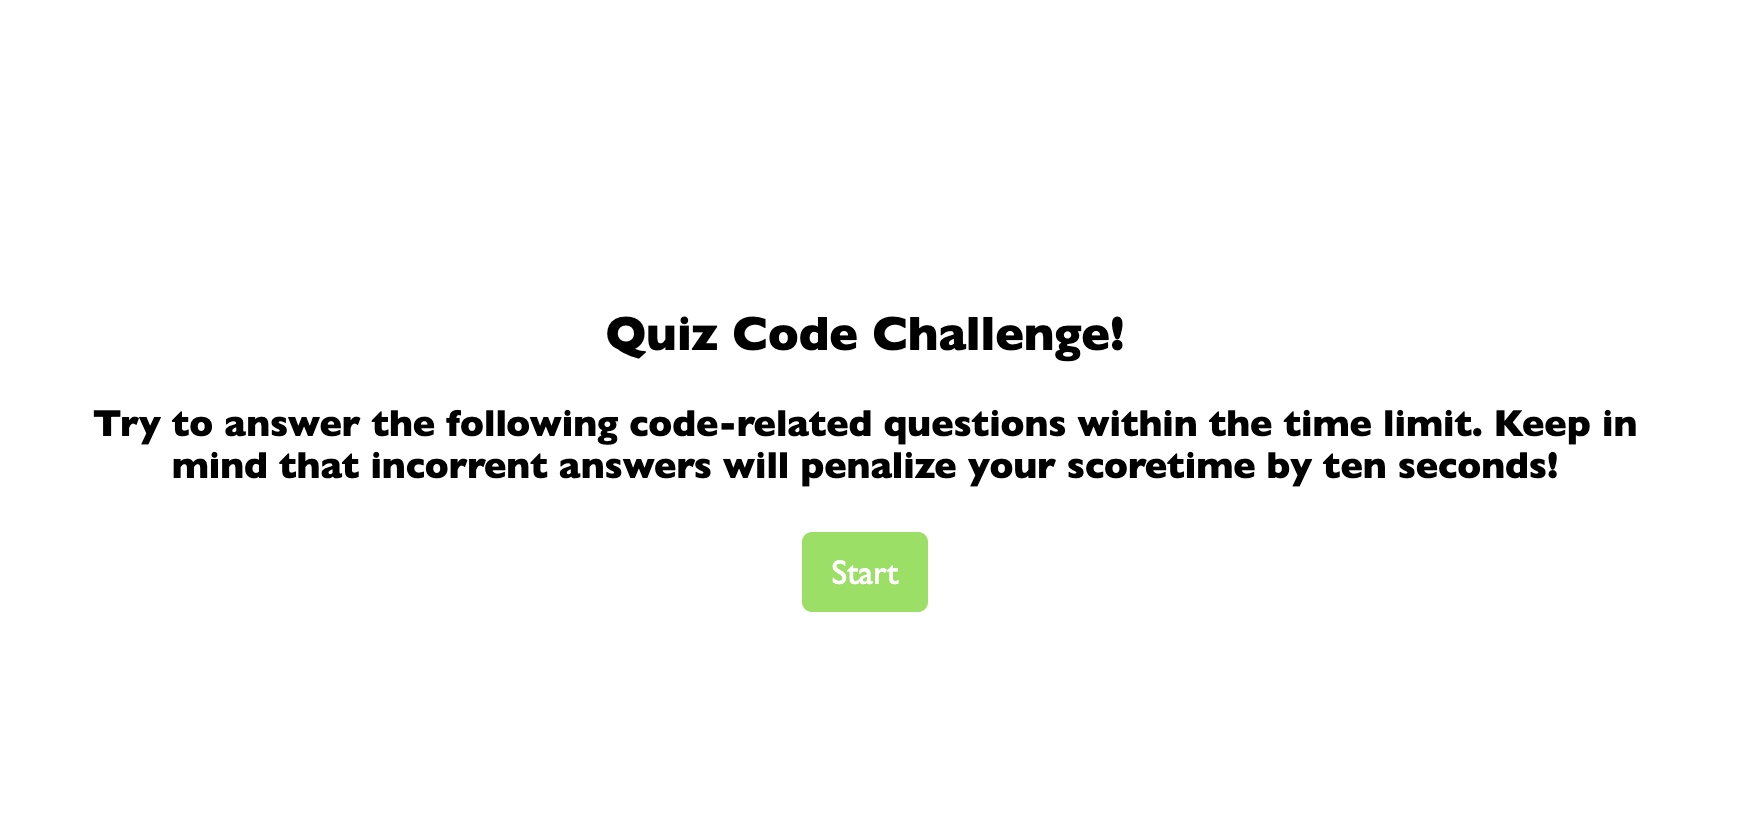 Quiz Code Challenge!
Try to answer the following code-related questions within the time limit. Keep in
mind that incorrent answers will penalize your scoretime by ten seconds!
Start